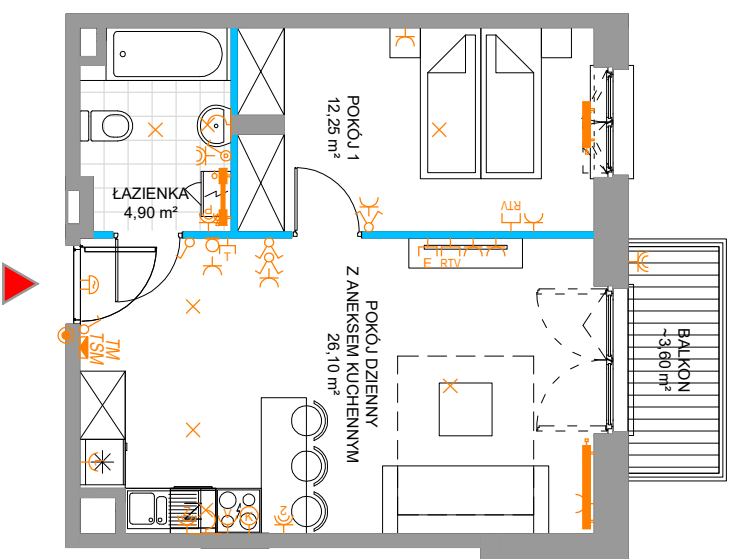 POKÓJ 1
12,25 m²
ŁAZIENKA
4,90 m²
RTV
E RTV
POKÓJ DZIENNY
Z ANEKSEM KUCHENNYM
26,10 m²
BALKON
~3,60 m²
TM
TSM